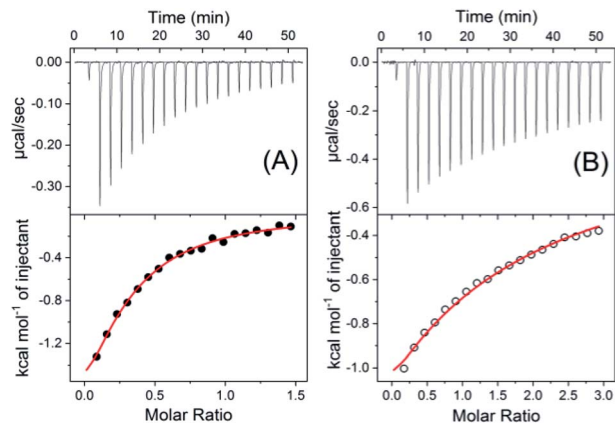 Time (min)
0 10 20 30 40 50
0.00
-0.10
-0.20
-0.30
µcal/sec
(A)
-0.4
-0.8
-1.2
kcal mol⁻¹ of injectant
0.0 0.5 1.0 1.5
Molar Ratio
Time (min)
0 10 20 30 40 50
0.0
-0.2
-0.4
-0.6
µcal/sec
(B)
-0.4
-0.6
-0.8
-1.0
kcal mol⁻¹ of injectant
0.0 0.5 1.0 1.5 2.0 2.5 3.0
Molar Ratio